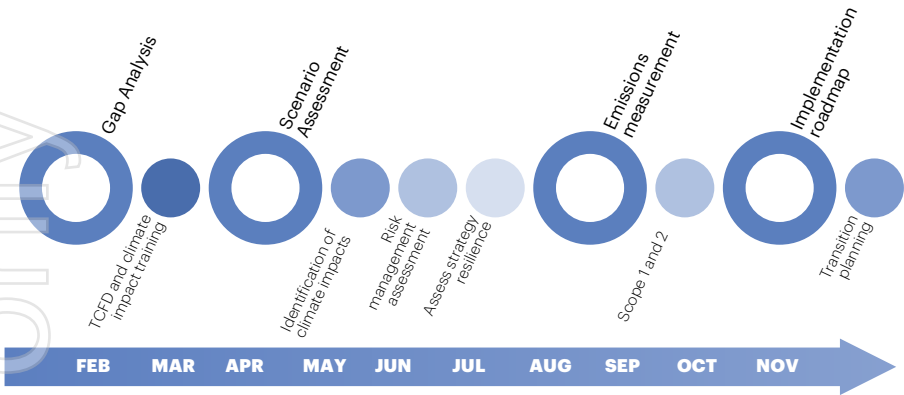 Gap Analysis
Scenario
Assessment
Emissions
measurement
Implementation
roadmap
TCFD and climate
impact training
Identification of
climate impacts
Risk
management
assessment
Assess strategy
resilience
Scope 1 and 2
Transition
planning
FEB MAR APR MAY JUN JUL AUG SEP OCT NOV